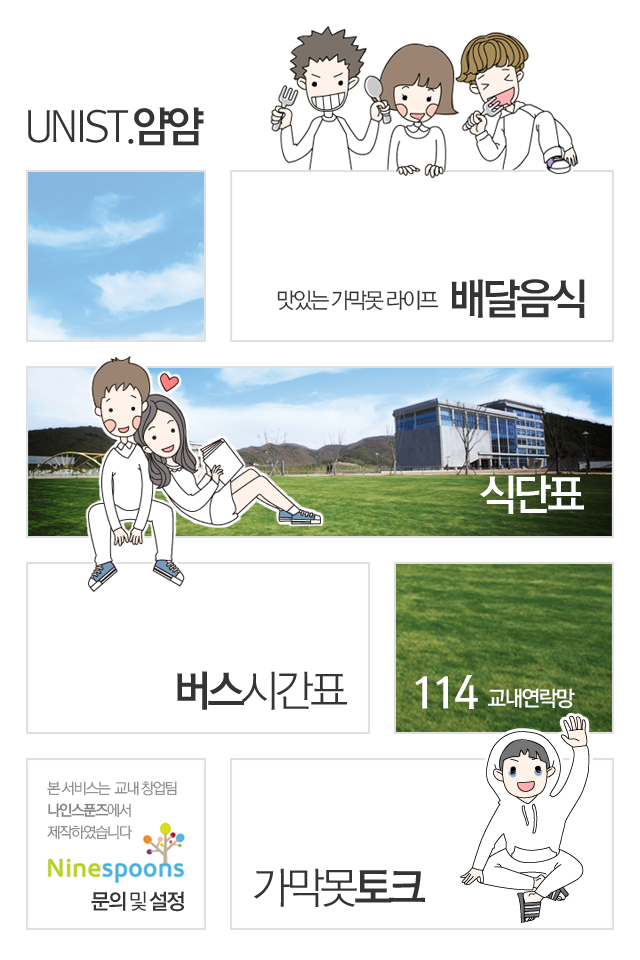 UNIST.얌얌
맛있는 가막못 라이프 배달음식
식단표
버스시간표
114 교내연락망
본 서비스는 교내 창업팀
나인스푼즈에서
제작하였습니다
Ninespoons
문의 및 설정
가막못토크